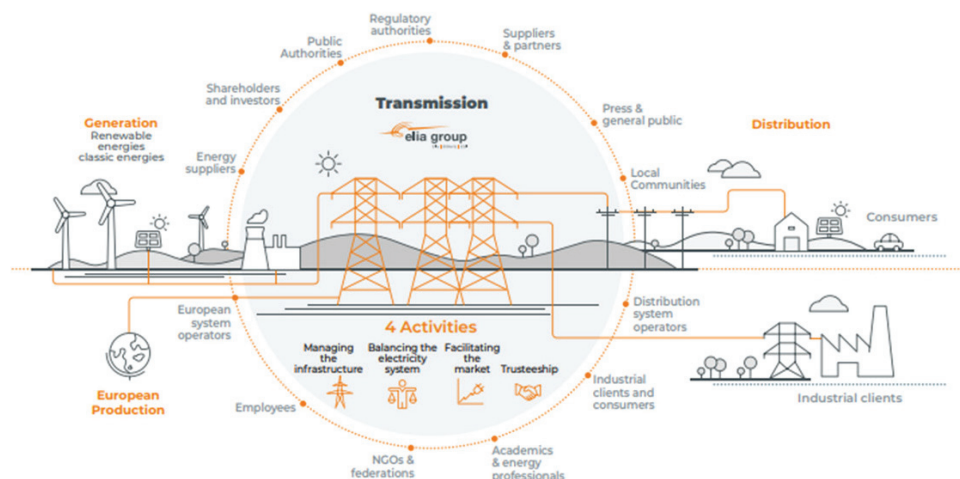 Regulatory
authorities
Public
Authorities
Suppliers
& partners
Shareholders
and investors
Transmission
elia group
Press &
general public
Generation
Renewable
energies
classic energies
Distribution
Energy
suppliers
Local
Communities
Consumers
European
system
operators
Distribution
system
operators
4 Activities
Managing
the
infrastructure
Balancing the
electricity
system
Facilitating
the
market
Trusteeship
European
Production
Employees
Industrial
clients and
consumers
Industrial clients
NGOs &
federations
Academics
& energy
professionals